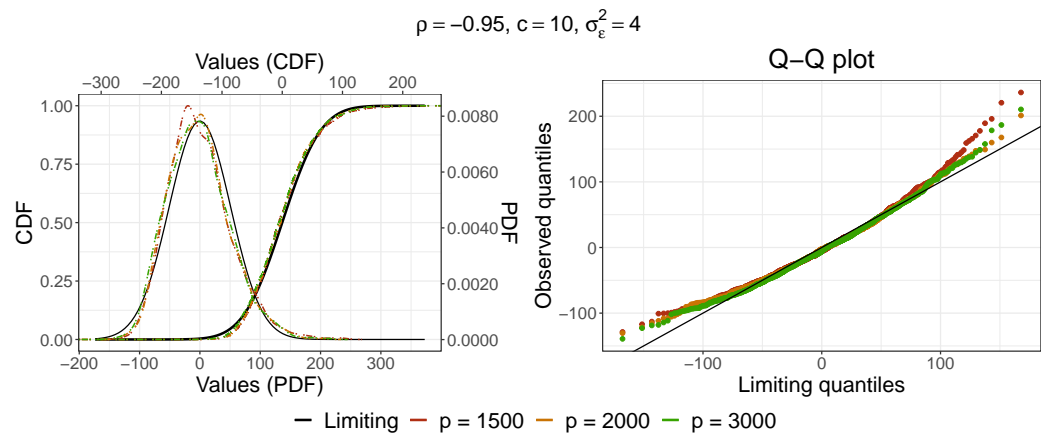 ρ = −0.95, c = 10, σ²ε = 4
Values (CDF)
−300 −200 −100 0 100 200
CDF
1.00
0.75
0.50
0.25
0.00
0.0080
0.0060
0.0040
0.0020
0.0000
PDF
−200 −100 0 100 200 300
Values (PDF)
Q−Q plot
Observed quantiles
200
100
0
−100
−100 0 100
Limiting quantiles
Limiting p = 1500 p = 2000 p = 3000